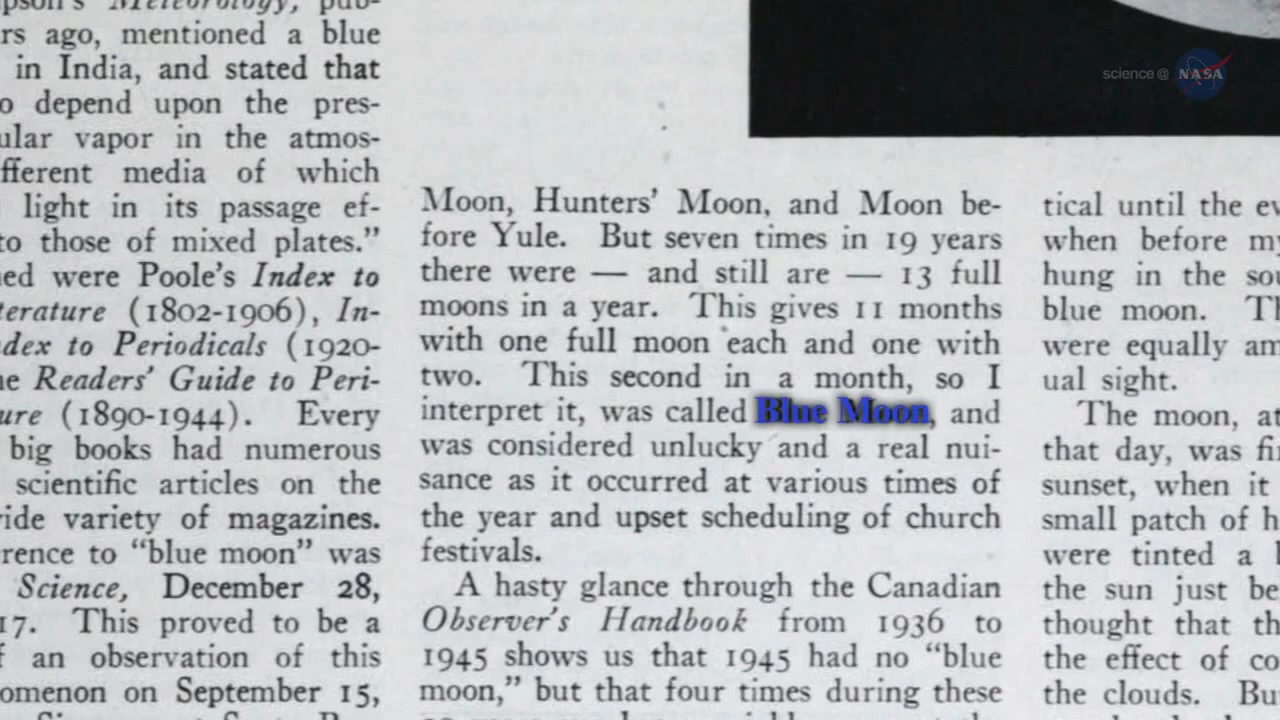 Meteorology, pub-
rs ago, mentioned a blue
in India, and stated that
o depend upon the pres-
ular vapor in the atmos-
fferent media of which
light in its passage ef-
to those of mixed plates."
ned were Poole's Index to
terature (1802-1906), In-
dex to Periodicals (1920-
he Readers' Guide to Peri-
ure (1890-1944). Every
big books had numerous
scientific articles on the
vide variety of magazines.
rence to "blue moon" was
Science, December 28,
17. This proved to be a
f an observation of this
omenon on September 15,
Moon, Hunters' Moon, and Moon be-
fore Yule. But seven times in 19 years
there were — and still are — 13 full
moons in a year. This gives 11 months
with one full moon each and one with
two. This second in a month, so I
interpret it, was called Blue Moon, and
was considered unlucky and a real nui-
sance as it occurred at various times of
the year and upset scheduling of church
festivals.
A hasty glance through the Canadian
Observer's Handbook from 1936 to
1945 shows us that 1945 had no "blue
moon," but that four times during these
science@ NASA
tical until the ev
when before my
hung in the sou
blue moon. Th
were equally am
ual sight.
The moon, a
that day, was fi
sunset, when it
small patch of h
were tinted a
the sun just be
thought that th
the effect of co
the clouds. Bu